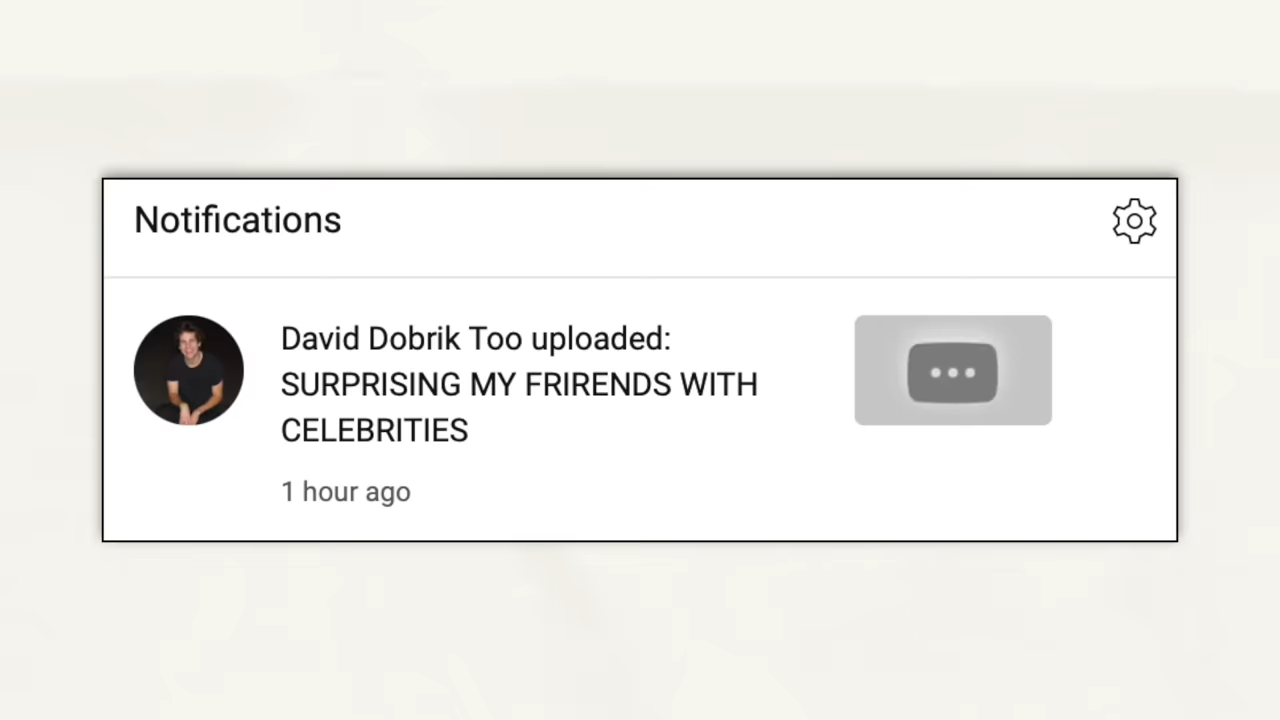 Notifications
David Dobrik Too uploaded:
SURPRISING MY FRIRENDS WITH
CELEBRITIES
1 hour ago